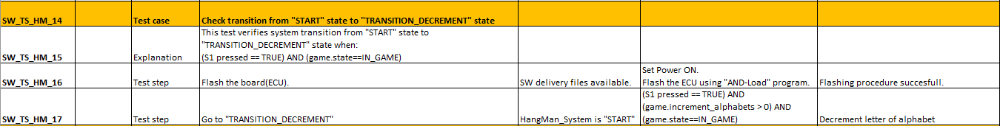 SW_TS_HM_14 Test case Check transition from "START" state to "TRANSITION_DECREMENT" state
This test verifies system transition from "START" state to
"TRANSITION_DECREMENT" state when:
SW_TS_HM_15 Explanation (S1 pressed == TRUE) AND (game.state==IN_GAME)
Set Power ON.
SW_TS_HM_16 Test step Flash the board(ECU). SW delivery files available. Flash the ECU using "AND-Load" program. Flashing procedure succesfull.
(S1 pressed == TRUE) AND
(game.increment_alphabets > 0) AND
SW_TS_HM_17 Test step Go to "TRANSITION_DECREMENT" HangMan_System is "START" (game.state==IN_GAME) Decrement letter of alphabet